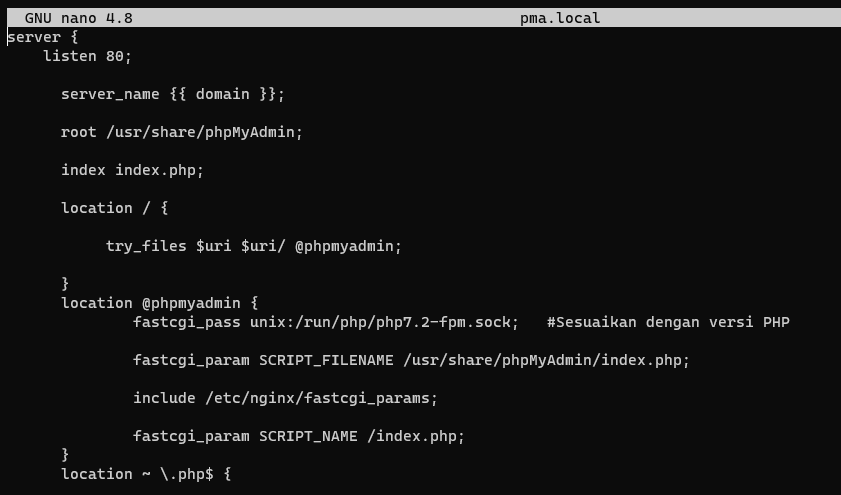 GNU nano 4.8 pma.local
server {
    listen 80;
      server_name {{ domain }};
      root /usr/share/phpMyAdmin;
      index index.php;
      location / {
           try_files $uri $uri/ @phpmyadmin;
      }
      location @phpmyadmin {
              fastcgi_pass unix:/run/php/php7.2-fpm.sock;   #Sesuaikan dengan versi PHP
              fastcgi_param SCRIPT_FILENAME /usr/share/phpMyAdmin/index.php;
              include /etc/nginx/fastcgi_params;
              fastcgi_param SCRIPT_NAME /index.php;
      }
      location ~ \.php$ {